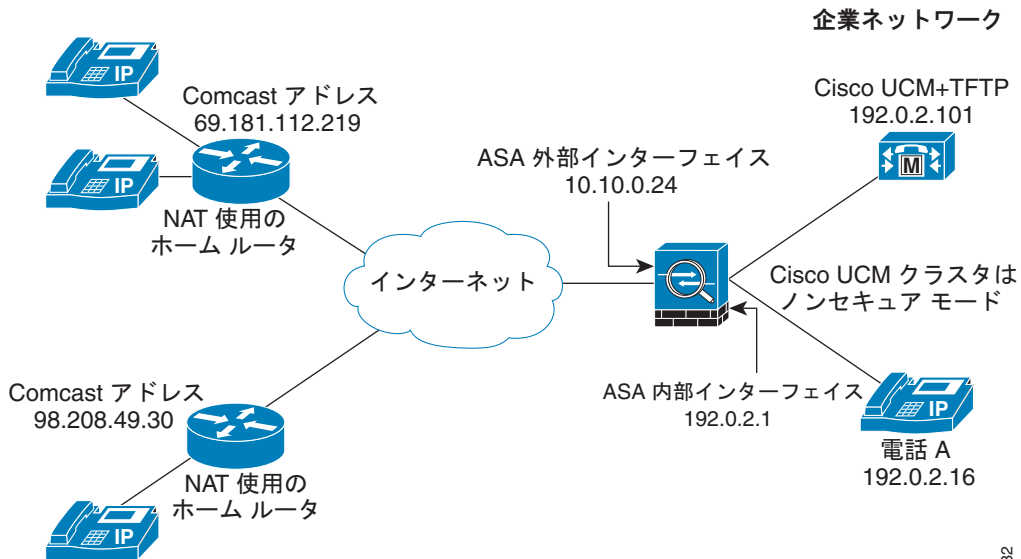 企業ネットワーク
IP
Comcast アドレス
69.181.112.219
Cisco UCM+TFTP
192.0.2.101
ASA 外部インターフェイス
10.10.0.24
M
IP
NAT 使用の
ホーム ルータ
インターネット
Cisco UCM クラスタは
ノンセキュア モード
Comcast アドレス
98.208.49.30
ASA 内部インターフェイス
192.0.2.1
IP
電話 A
192.0.2.16
NAT 使用の
ホーム ルータ
IP